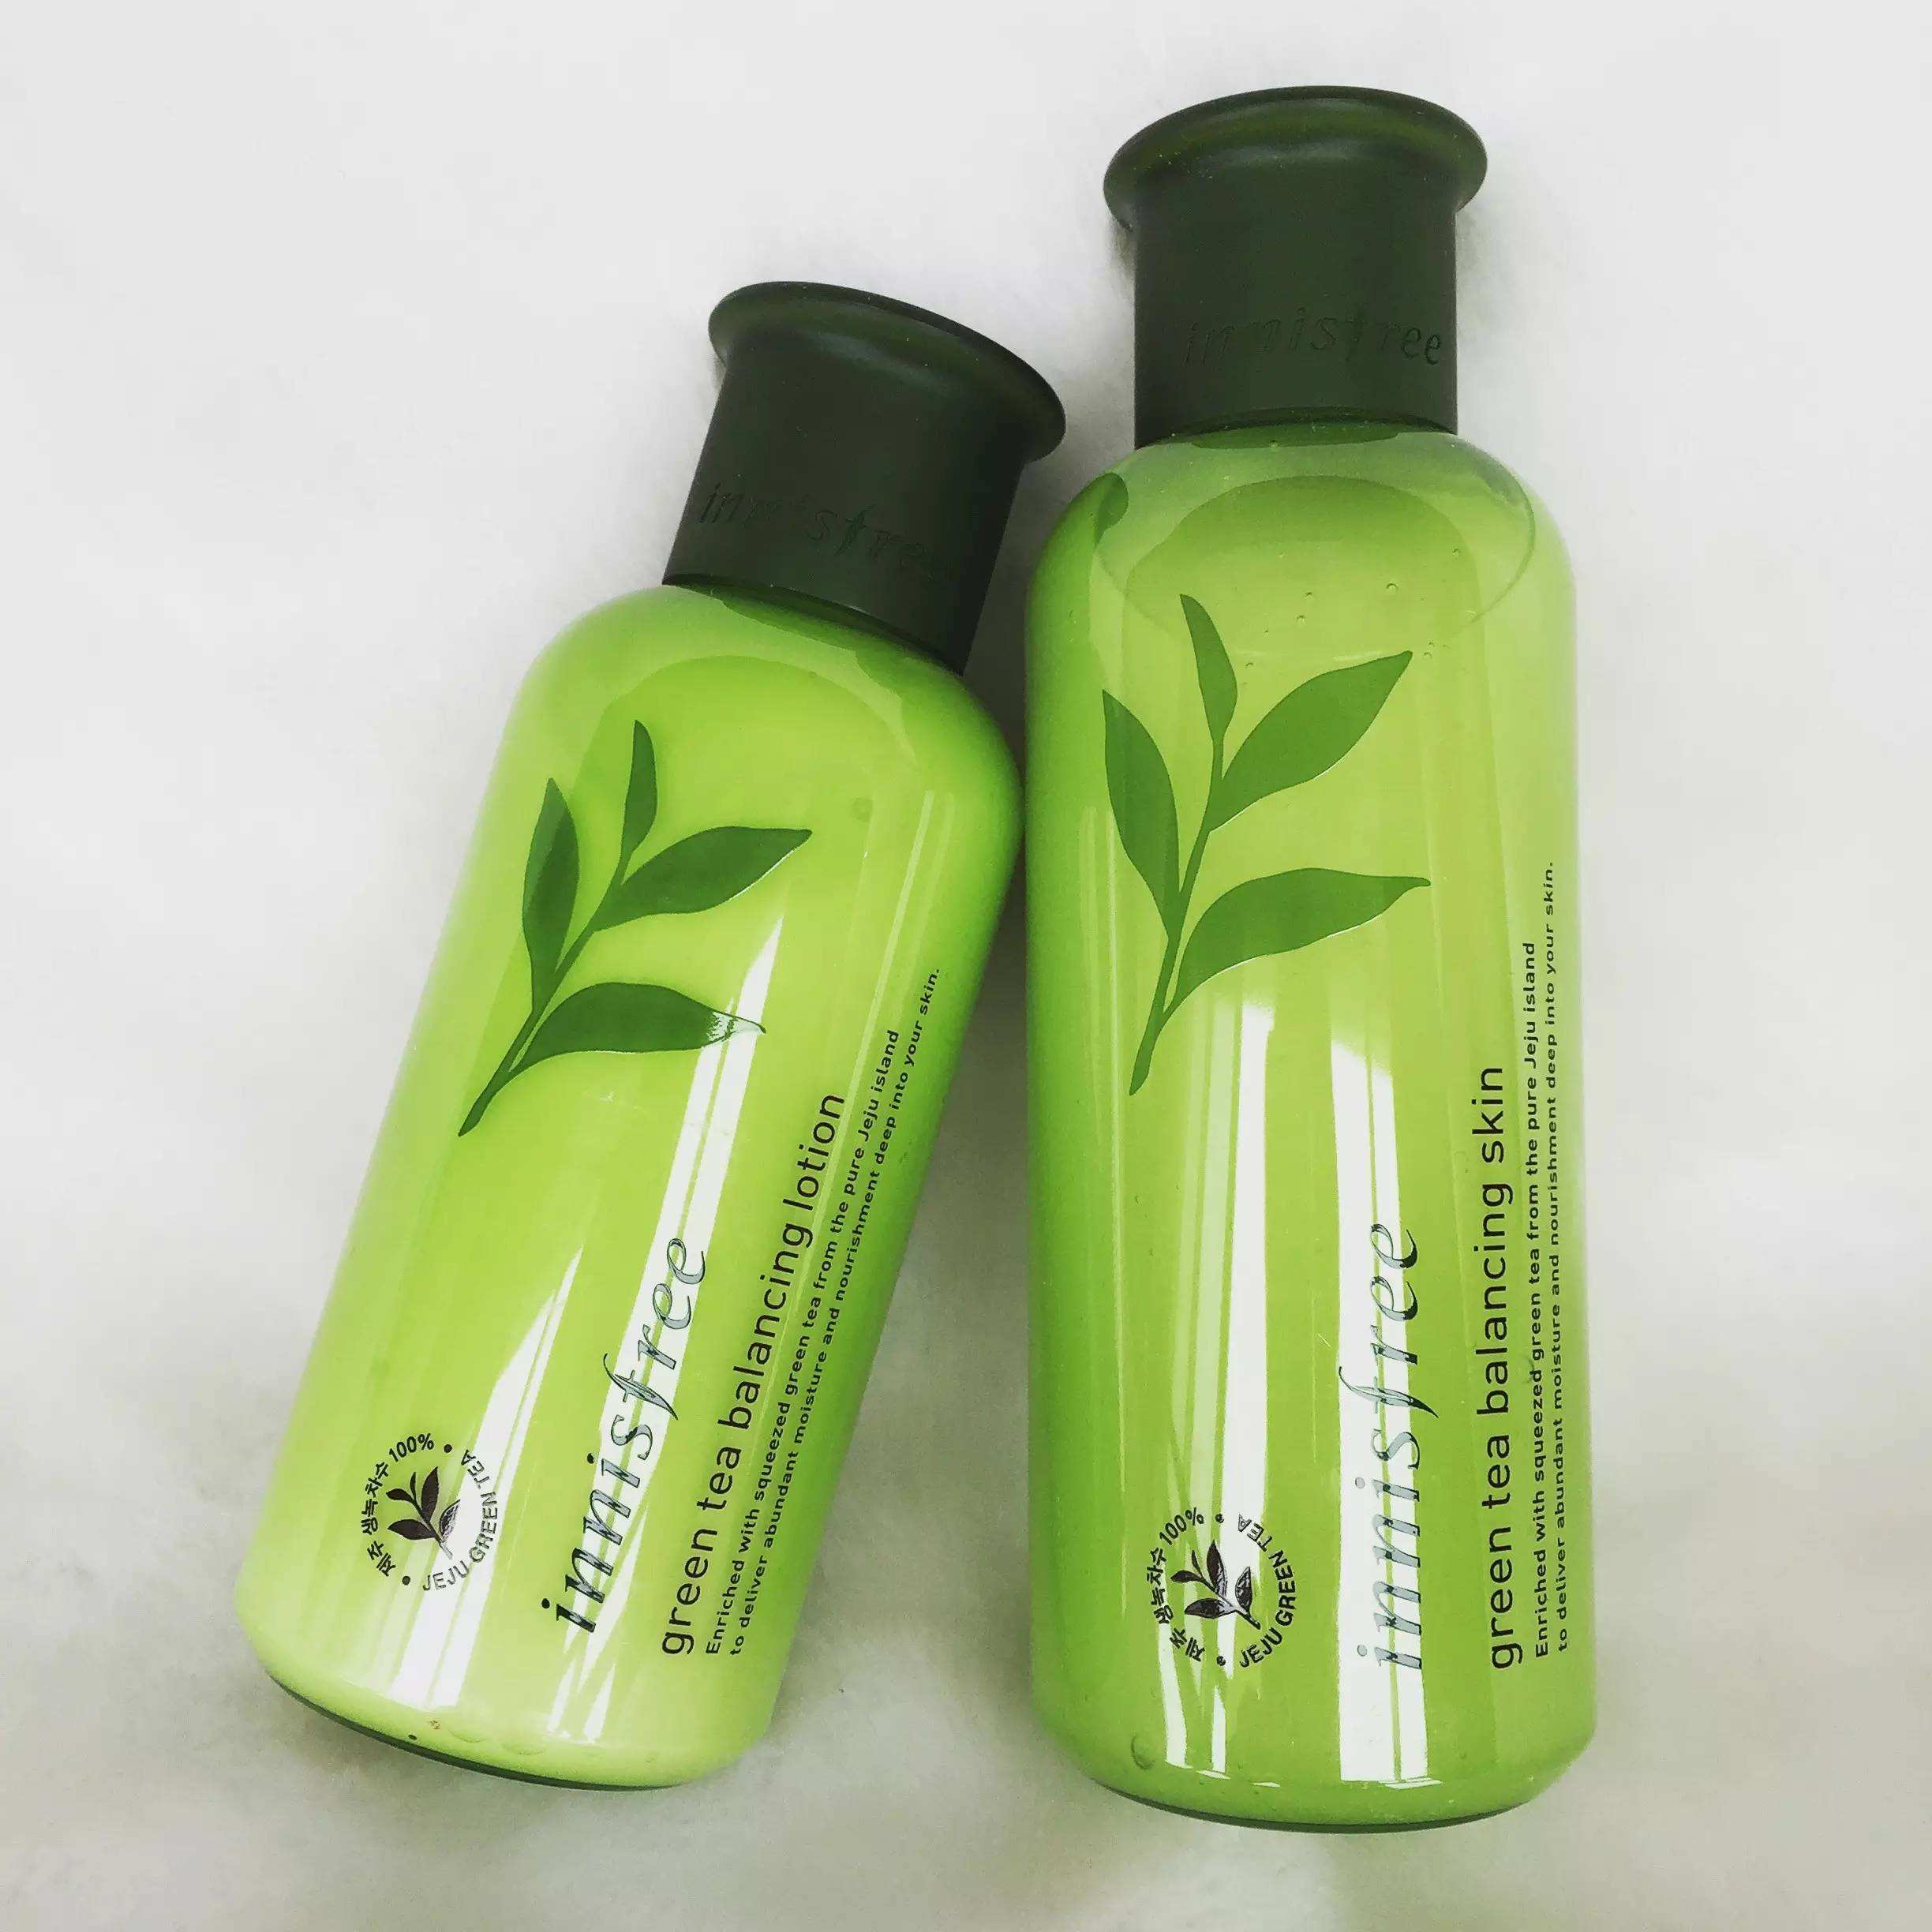 innisfree
제주 생녹차수 100%
JEJU GREEN TEA
innisfree
green tea balancing lotion
Enriched with squeezed green tea from the pure Jeju island
to deliver abundant moisture and nourishment deep into your skin.
innisfree
제주 생녹차수 100%
JEJU GREEN TEA
innisfree
green tea balancing skin
Enriched with squeezed green tea from the pure Jeju island
to deliver abundant moisture and nourishment deep into your skin.